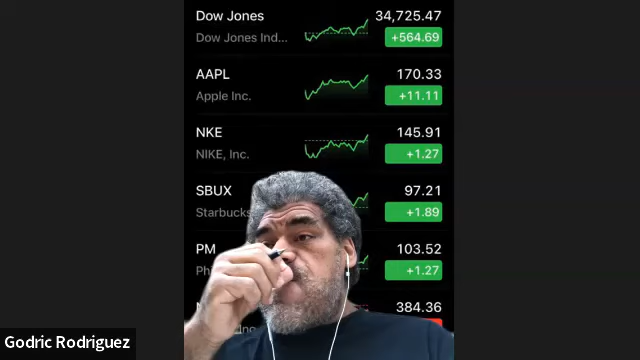 Dow Jones
34,725.47
Dow Jones Ind...
+564.69
AAPL
170.33
Apple Inc.
+11.11
NKE
145.91
NIKE, Inc.
+1.27
SBUX
97.21
Starbucks
+1.89
PM
103.52
+1.27
384.36
Godric Rodriguez